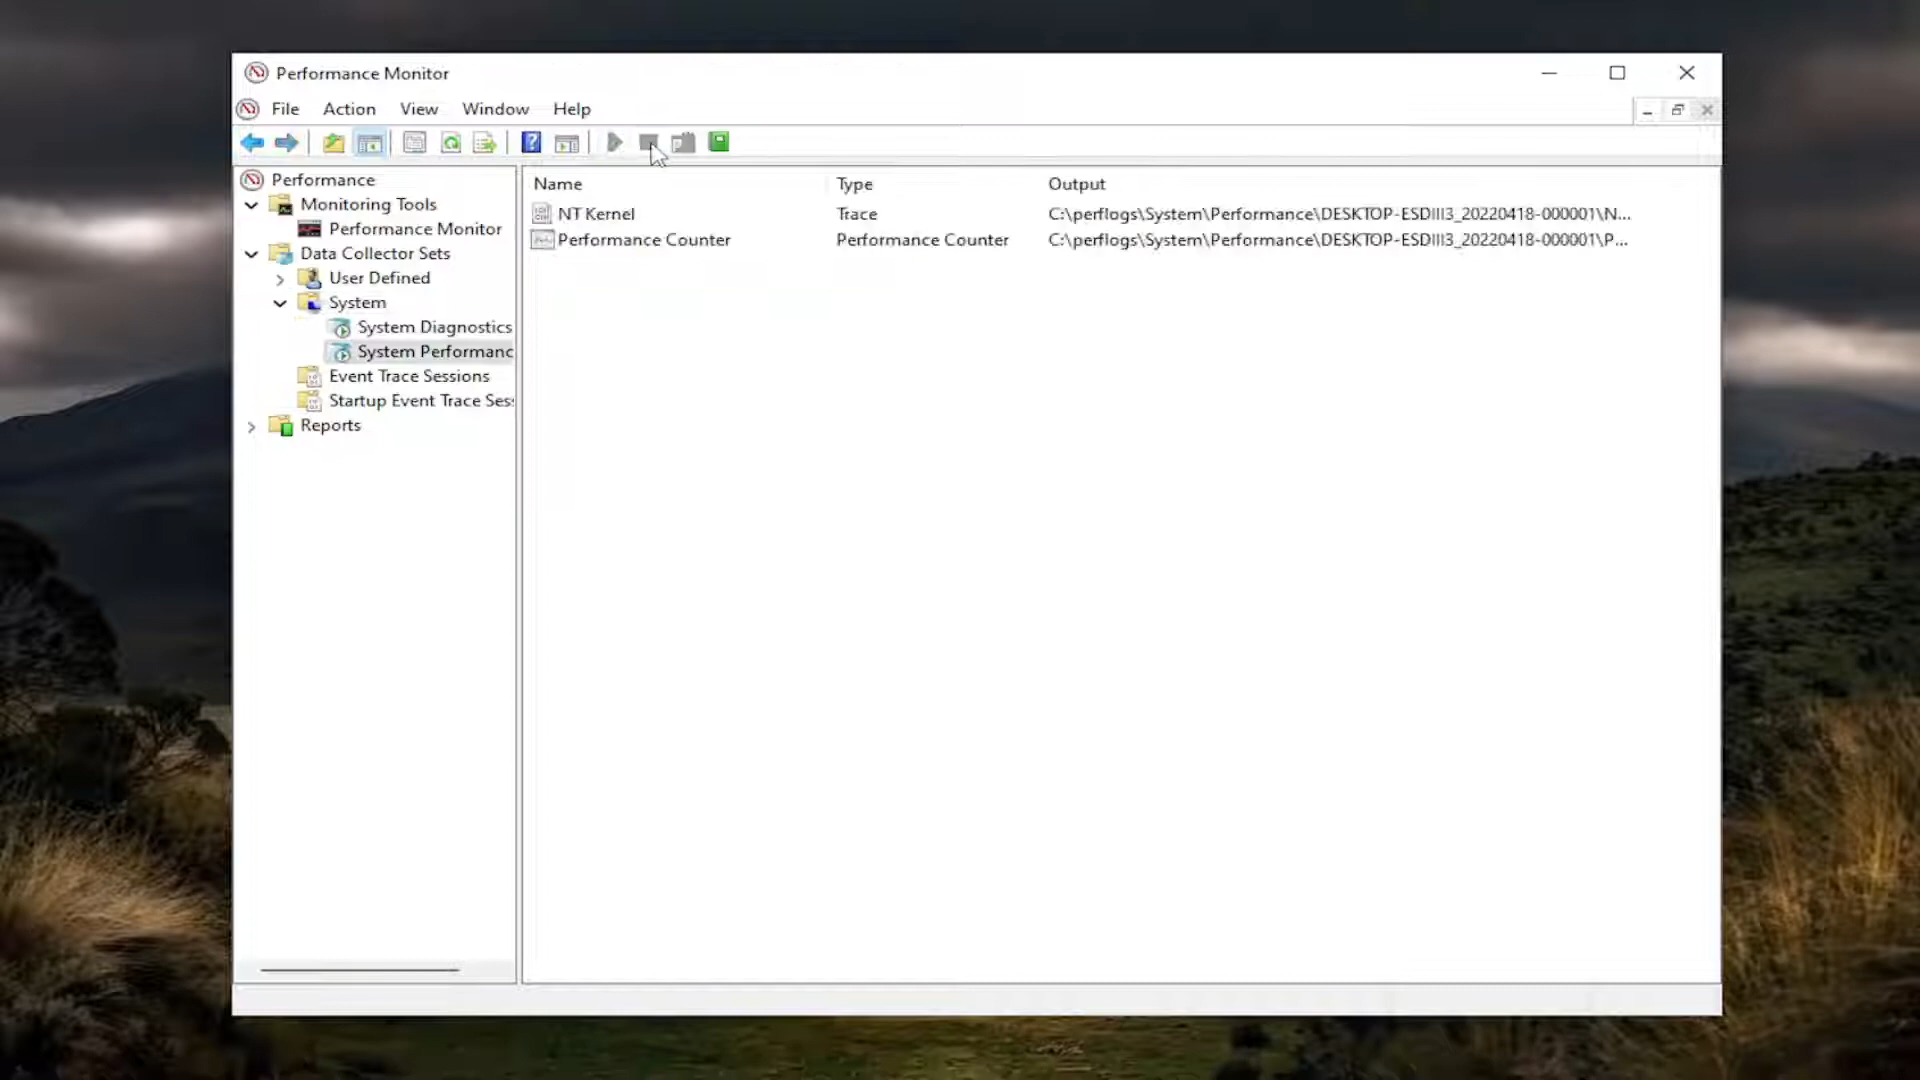 Performance Monitor
File Action View Window Help
Performance
Monitoring Tools
Performance Monitor
Data Collector Sets
User Defined
System
System Diagnostics
System Performanc
Event Trace Sessions
Startup Event Trace Ses
Reports
Name Type Output
NT Kernel Trace C:\perflogs\System\Performance\DESKTOP-ESDIII3_20220418-000001\N...
Performance Counter Performance Counter C:\perflogs\System\Performance\DESKTOP-ESDIII3_20220418-000001\P...